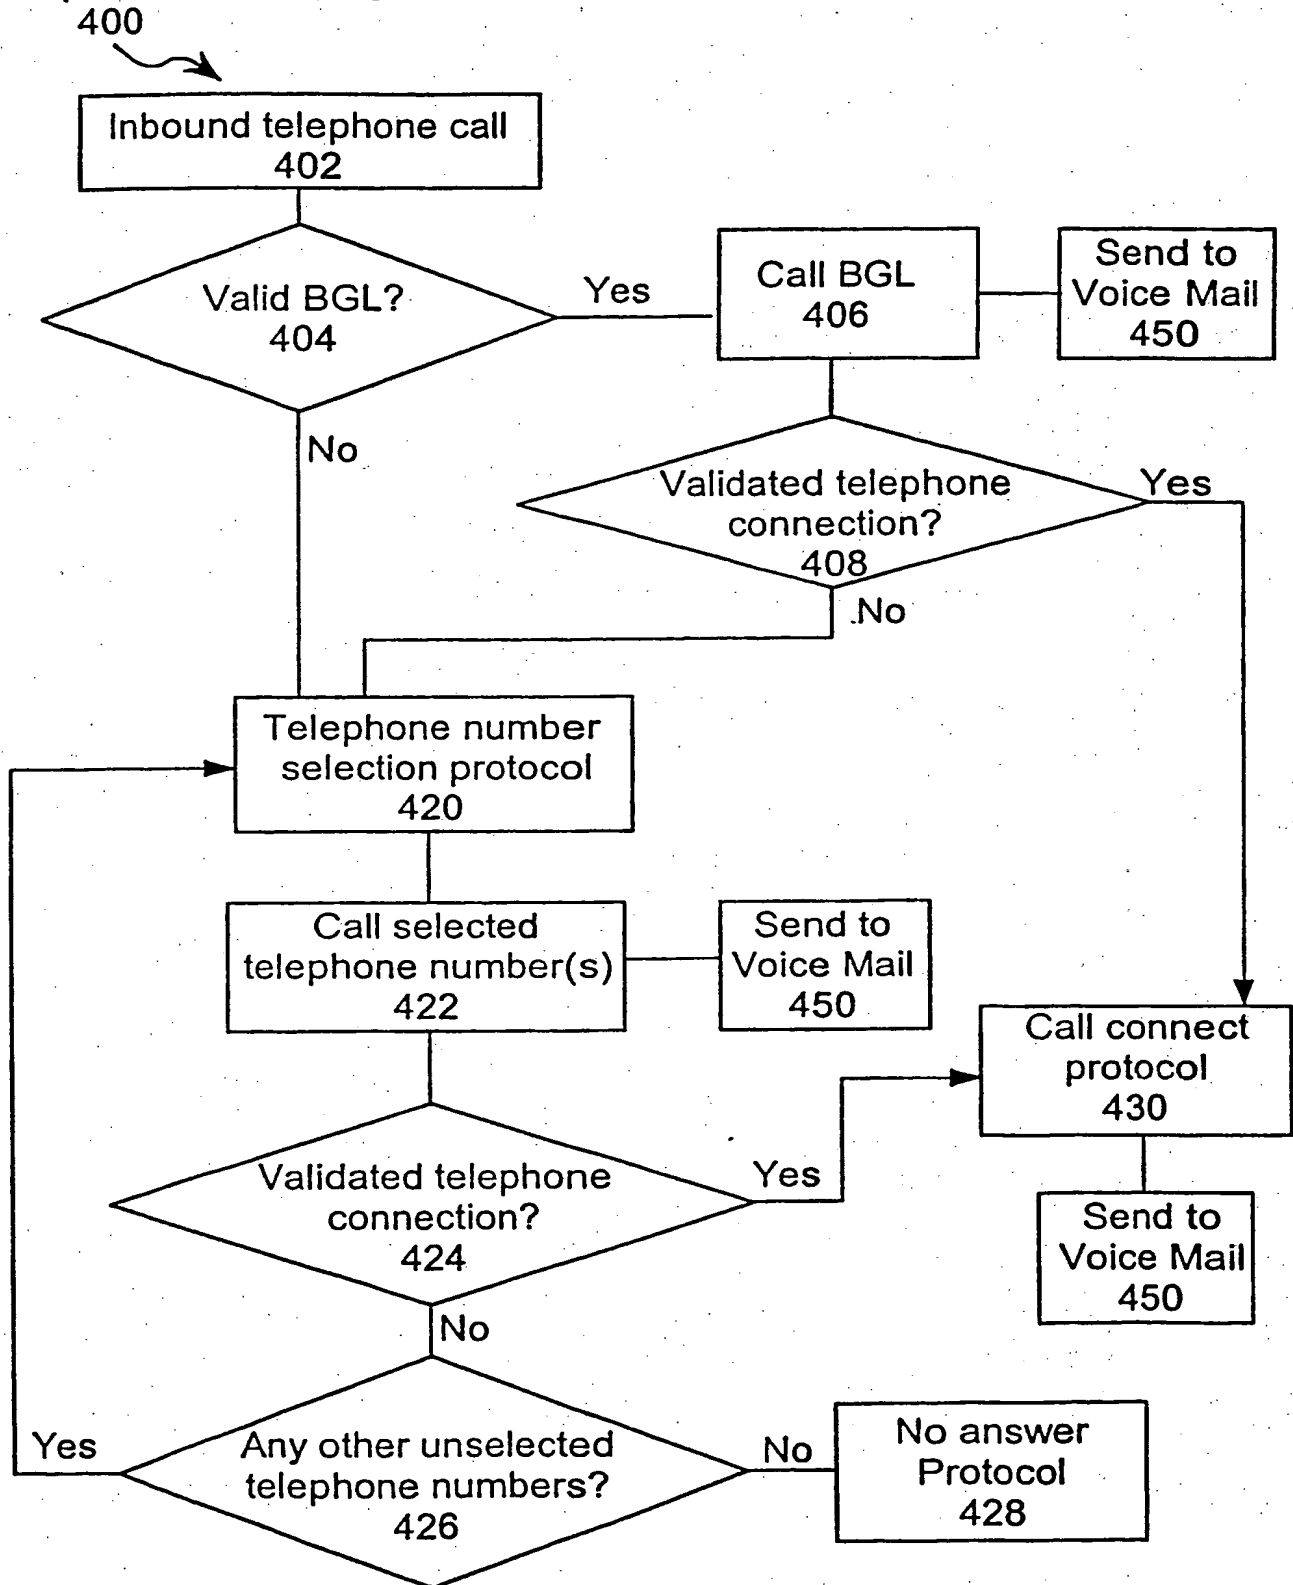 400
Inbound telephone call
402
Valid BGL?
404
Yes
Call BGL
406
Send to
Voice Mail
450
No
Validated telephone
connection?
408
Yes
No
Telephone number
selection protocol
420
Call selected
telephone number(s)
422
Send to
Voice Mail
450
Call connect
protocol
430
Validated telephone
connection?
424
Yes
Send to
Voice Mail
450
No
Any other unselected
telephone numbers?
426
Yes
No
No answer
Protocol
428